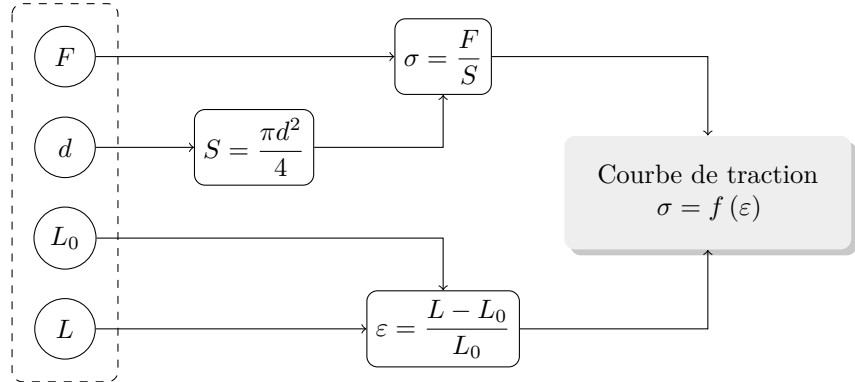 F
σ = F/S
d
S = πd²/4
Courbe de traction
σ = f (ε)
L₀
L
ε = (L − L₀)/L₀